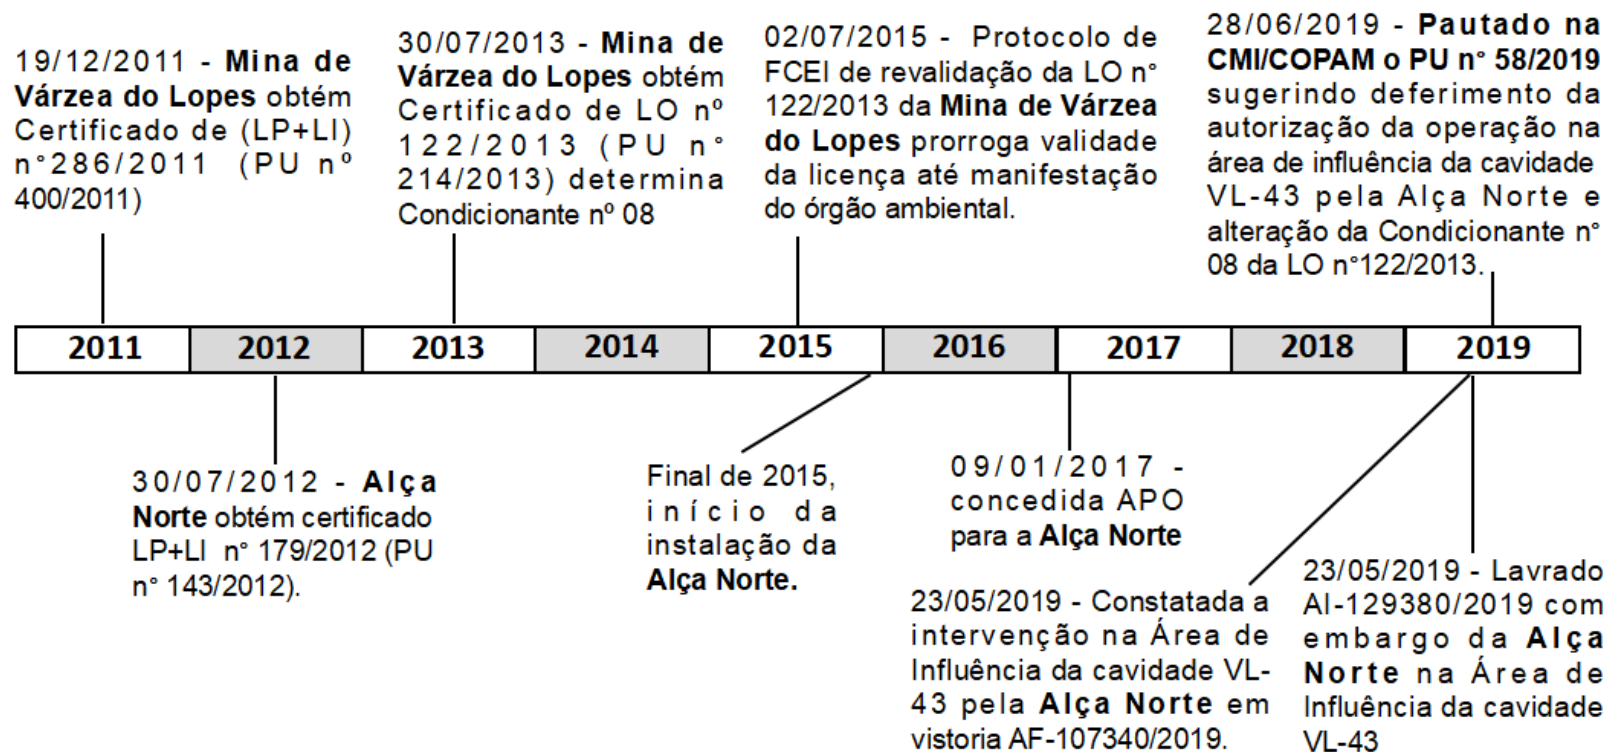 19/12/2011 - Mina de
Várzea do Lopes obtém
Certificado de (LP+LI)
n°286/2011 (PU nº
400/2011)
30/07/2013 - Mina de
Várzea do Lopes obtém
Certificado de LO nº
122/2013 (PU n°
214/2013) determina
Condicionante nº 08
02/07/2015 - Protocolo de
FCEI de revalidação da LO n°
122/2013 da Mina de Várzea
do Lopes prorroga validade
da licença até manifestação
do órgão ambiental.
28/06/2019 - Pautado na
CMI/COPAM o PU n° 58/2019
sugerindo deferimento da
autorização da operação na
área de influência da cavidade
VL-43 pela Alça Norte e
alteração da Condicionante n°
08 da LO n°122/2013.
2011 2012 2013 2014 2015 2016 2017 2018 2019
30/07/2012 - Alça
Norte obtém certificado
LP+LI n° 179/2012 (PU
n° 143/2012).
Final de 2015,
início da
instalação da
Alça Norte.
09/01/2017 -
concedida APO
para a Alça Norte
23/05/2019 - Constatada a
intervenção na Área de
Influência da cavidade VL-
43 pela Alça Norte em
vistoria AF-107340/2019.
23/05/2019 - Lavrado
AI-129380/2019 com
embargo da Alça
Norte na Área de
Influência da cavidade
VL-43